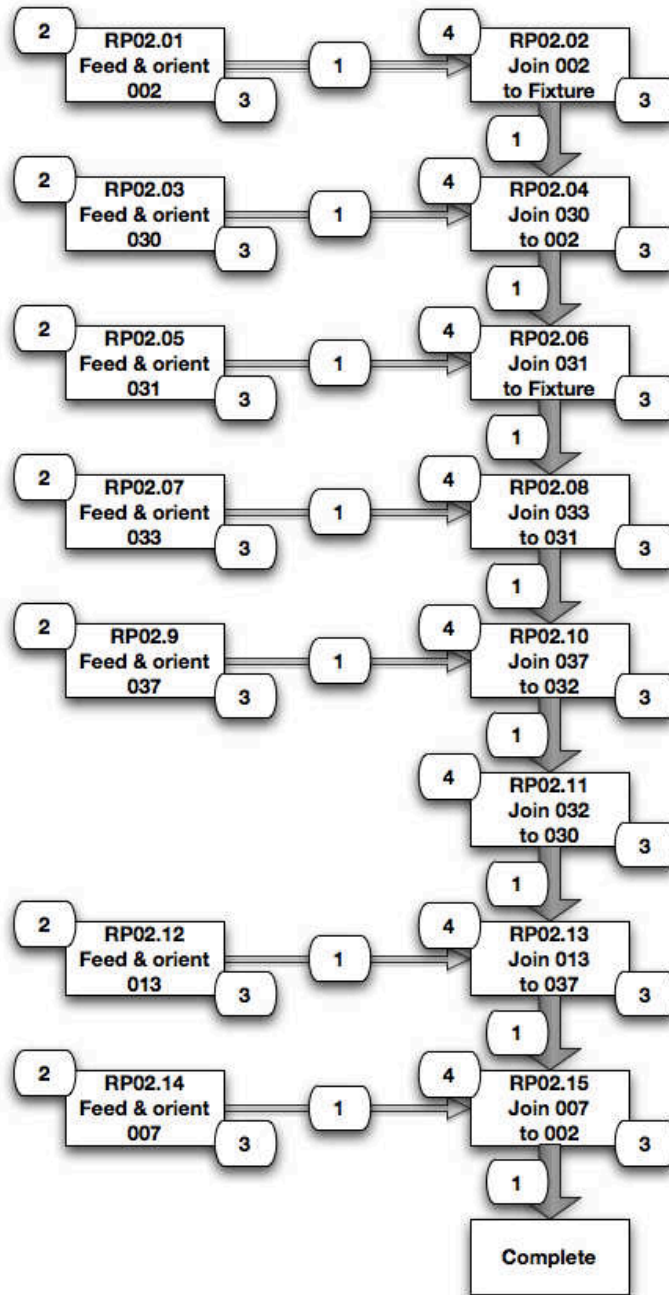 2
RP02.01
Feed & orient
002
3
1
4
RP02.02
Join 002
to Fixture
3
1
2
RP02.03
Feed & orient
030
3
1
4
RP02.04
Join 030
to 002
3
1
2
RP02.05
Feed & orient
031
3
1
4
RP02.06
Join 031
to Fixture
3
1
2
RP02.07
Feed & orient
033
3
1
4
RP02.08
Join 033
to 031
3
1
2
RP02.9
Feed & orient
037
3
1
4
RP02.10
Join 037
to 032
3
1
4
RP02.11
Join 032
to 030
3
1
2
RP02.12
Feed & orient
013
3
1
4
RP02.13
Join 013
to 037
3
1
2
RP02.14
Feed & orient
007
3
1
4
RP02.15
Join 007
to 002
3
1
Complete